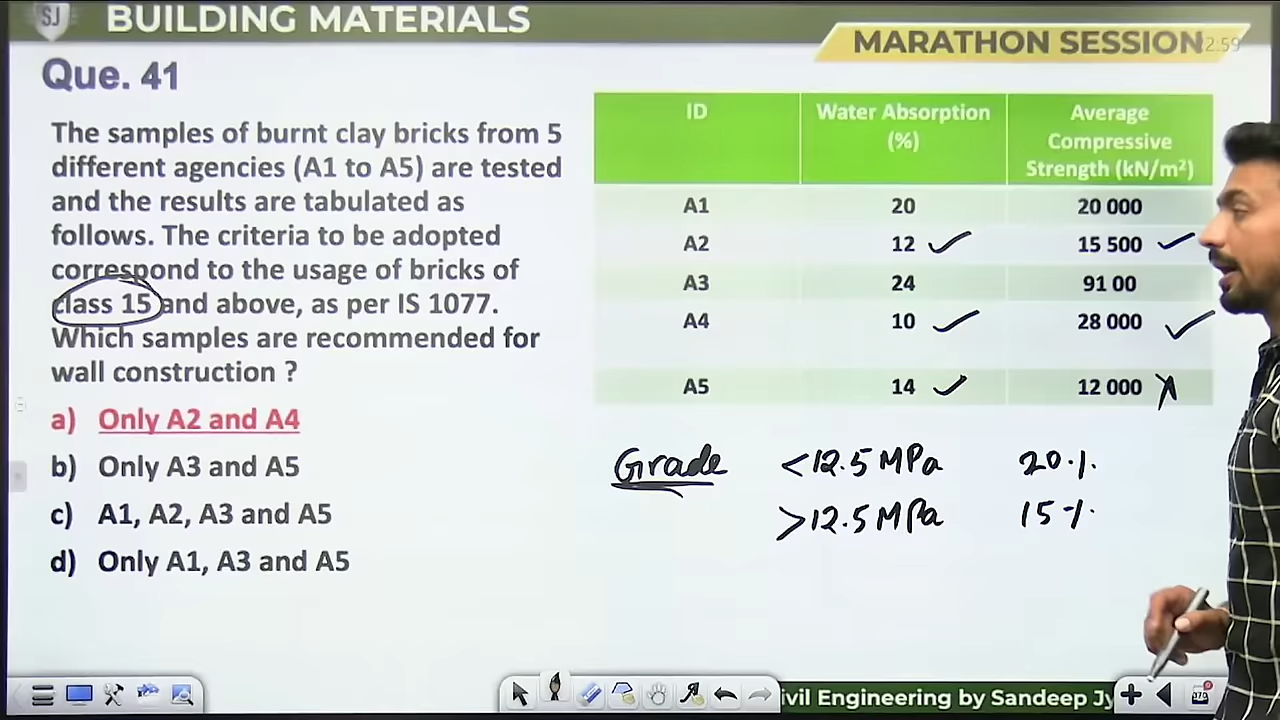 SJ
BUILDING MATERIALS
MARATHON SESSION
2:59
Que. 41
The samples of burnt clay bricks from 5
different agencies (A1 to A5) are tested
and the results are tabulated as
follows. The criteria to be adopted
correspond to the usage of bricks of
class 15 and above, as per IS 1077.
Which samples are recommended for
wall construction ?
a) Only A2 and A4
b) Only A3 and A5
c) A1, A2, A3 and A5
d) Only A1, A3 and A5
ID Water Absorption (%) Average Compressive Strength (kN/m²)
A1 20 20 000
A2 12 15 500
A3 24 91 00
A4 10 28 000
A5 14 12 000
Grade <12.5 MPa 20%
>12.5 MPa 15%
ivil Engineering by Sandeep Jy